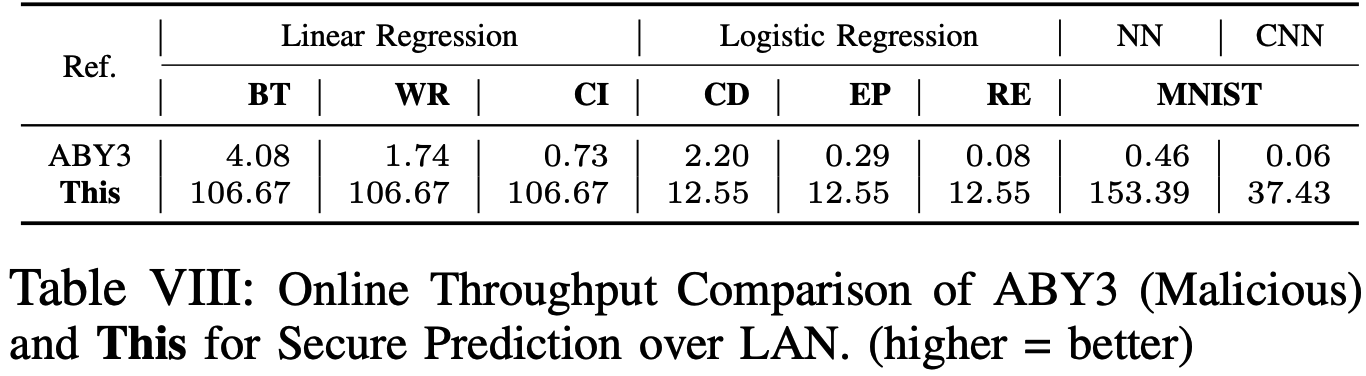 Ref. Linear Regression Logistic Regression NN CNN
BT WR CI CD EP RE MNIST
ABY3 4.08 1.74 0.73 2.20 0.29 0.08 0.46 0.06
This 106.67 106.67 106.67 12.55 12.55 12.55 153.39 37.43
Table VIII: Online Throughput Comparison of ABY3 (Malicious)
and This for Secure Prediction over LAN. (higher = better)